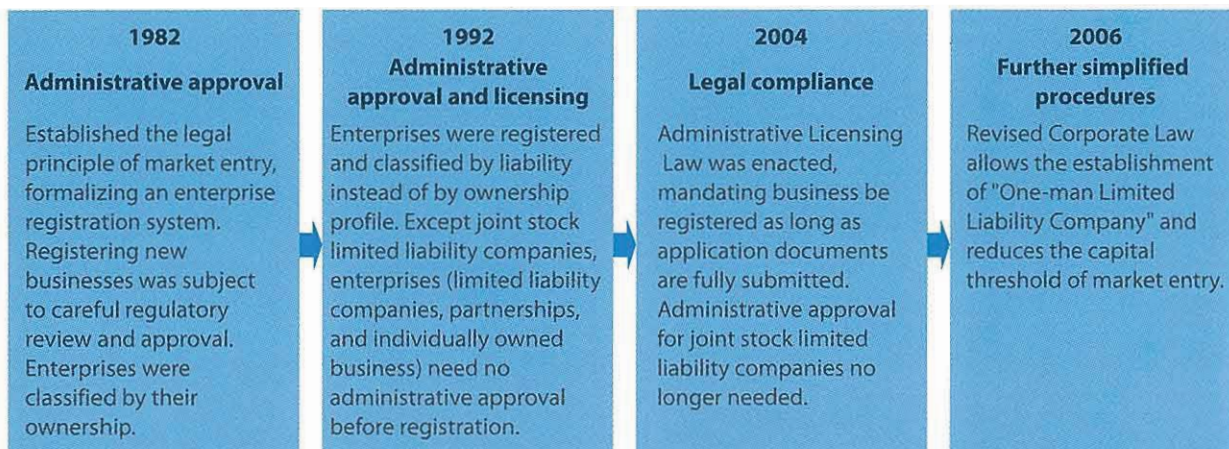 1982
Administrative approval
Established the legal
principle of market entry,
formalizing an enterprise
registration system.
Registering new
businesses was subject
to careful regulatory
review and approval.
Enterprises were
classified by their
ownership.
1992
Administrative
approval and licensing
Enterprises were registered
and classified by liability
instead of by ownership
profile. Except joint stock
limited liability companies,
enterprises (limited liability
companies, partnerships,
and individually owned
business) need no
administrative approval
before registration.
2004
Legal compliance
Administrative Licensing
Law was enacted,
mandating business be
registered as long as
application documents
are fully submitted.
Administrative approval
for joint stock limited
liability companies no
longer needed.
2006
Further simplified
procedures
Revised Corporate Law
allows the establishment
of "One-man Limited
Liability Company" and
reduces the capital
threshold of market entry.